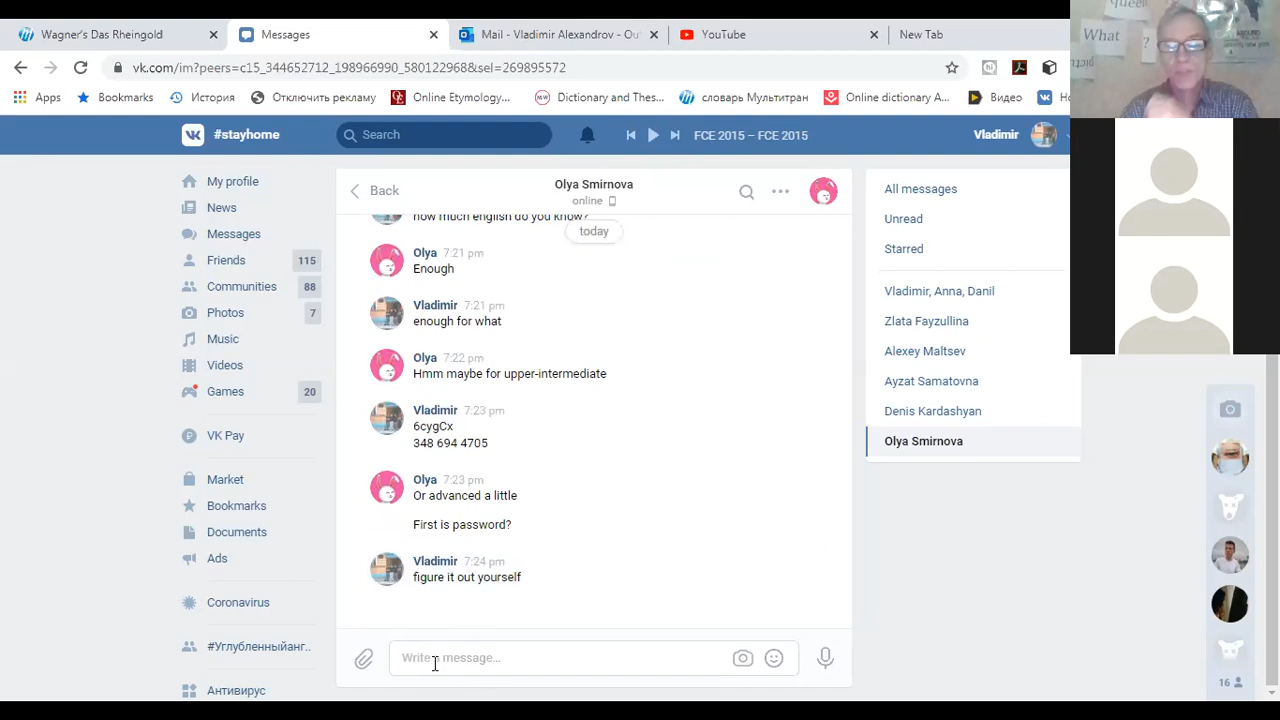 Wagner's Das Rheingold
Messages
Mail - Vladimir Alexandrov - Ou
YouTube
New Tab
vk.com/im?peers=c15_344652712_198966990_580122968&sel=269895572
Apps
Bookmarks
История
Отключить рекламу
Online Etymology...
Dictionary and Thes...
словарь Мультитран
Online dictionary A...
Видео
Но
What
?
#stayhome
Search
FCE 2015 – FCE 2015
Vladimir
My profile
News
Messages
Friends 115
Communities 88
Photos 7
Music
Videos
Games 20
VK Pay
Market
Bookmarks
Documents
Ads
Coronavirus
#Углубленныйанг..
Антивирус
Back
Olya Smirnova
online
how much english do you know?
today
Olya 7:21 pm
Enough
Vladimir 7:21 pm
enough for what
Olya 7:22 pm
Hmm maybe for upper-intermediate
Vladimir 7:23 pm
6cygCx
348 694 4705
Olya 7:23 pm
Or advanced a little
First is password?
Vladimir 7:24 pm
figure it out yourself
Write a message...
All messages
Unread
Starred
Vladimir, Anna, Danil
Zlata Fayzullina
Alexey Maltsev
Ayzat Samatovna
Denis Kardashyan
Olya Smirnova
16